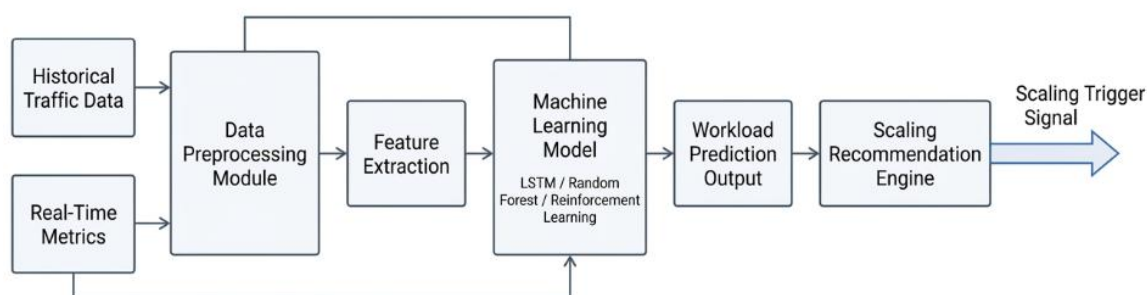 Historical
Traffic Data
Real-Time
Metrics
Data
Preprocessing
Module
Feature
Extraction
Machine
Learning
Model
LSTM / Random
Forest / Reinforcement
Learning
Workload
Prediction
Output
Scaling
Recommendation
Engine
Scaling Trigger
Signal